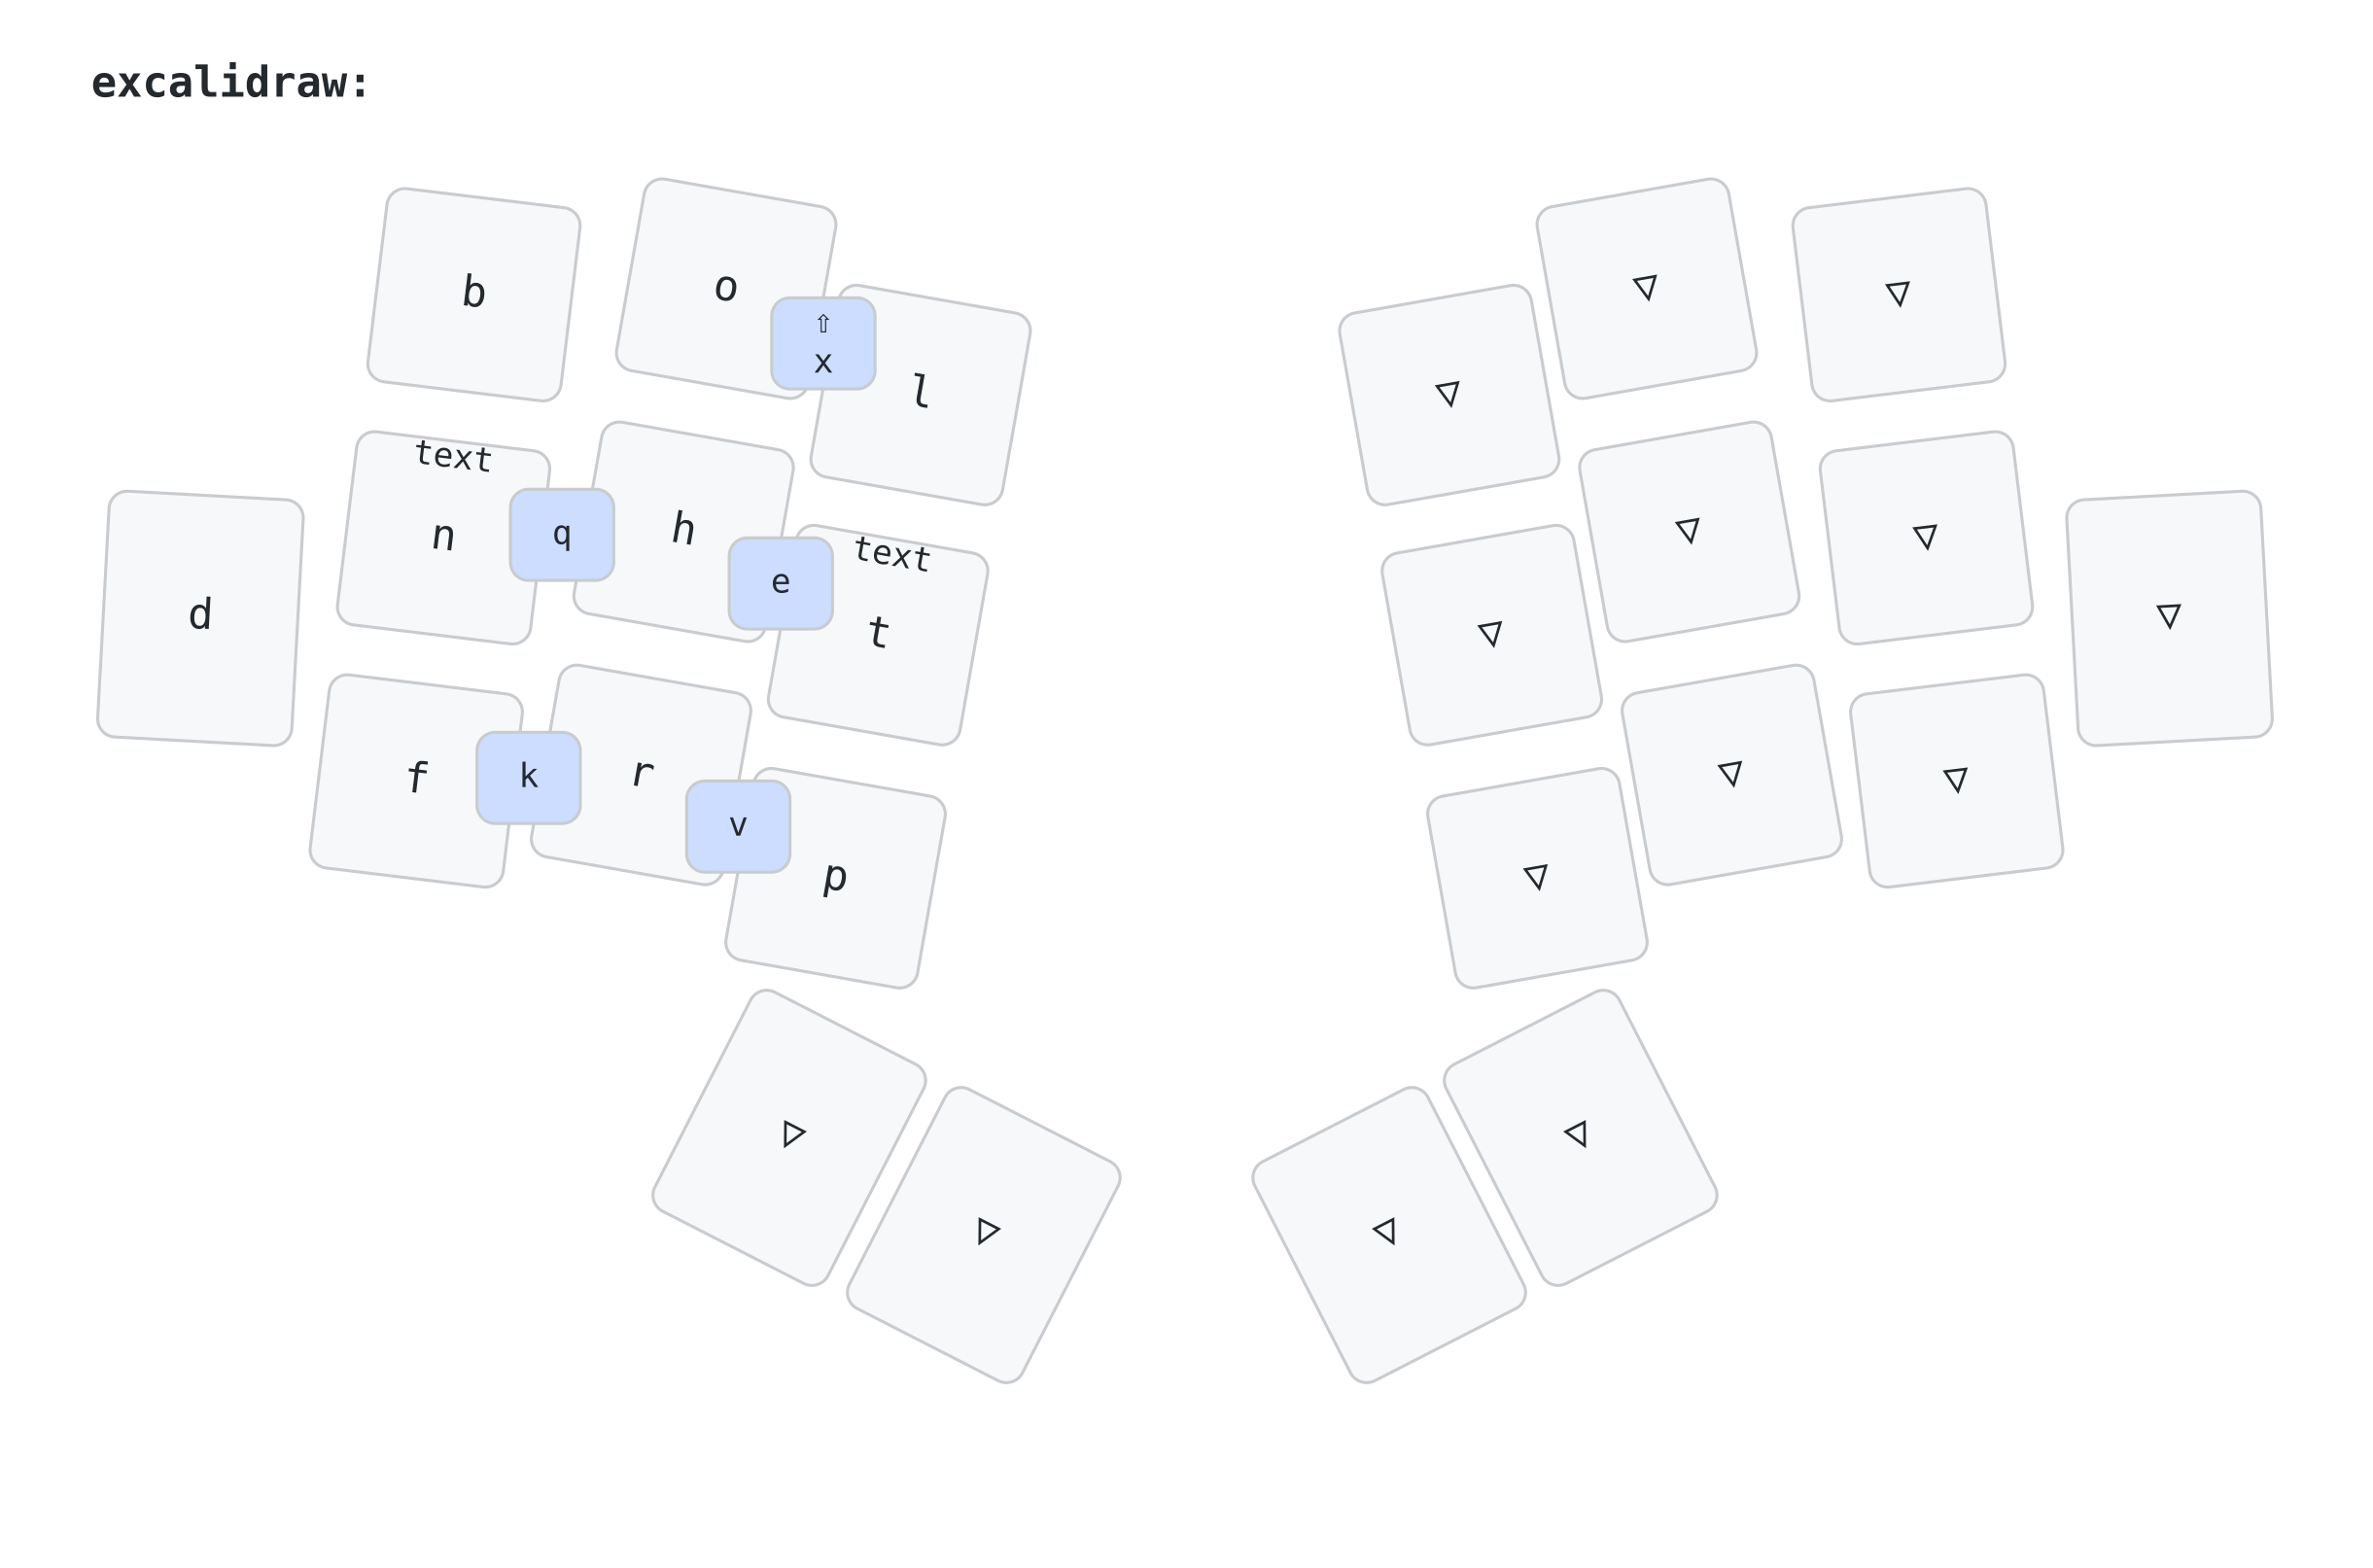 excalidraw:
b
o
⇧
x
l
▽
▽
▽
text
n
q
h
e
text
t
d
▽
▽
▽
▽
f
k
r
v
p
▽
▽
▽
▷
▷
◁
◁